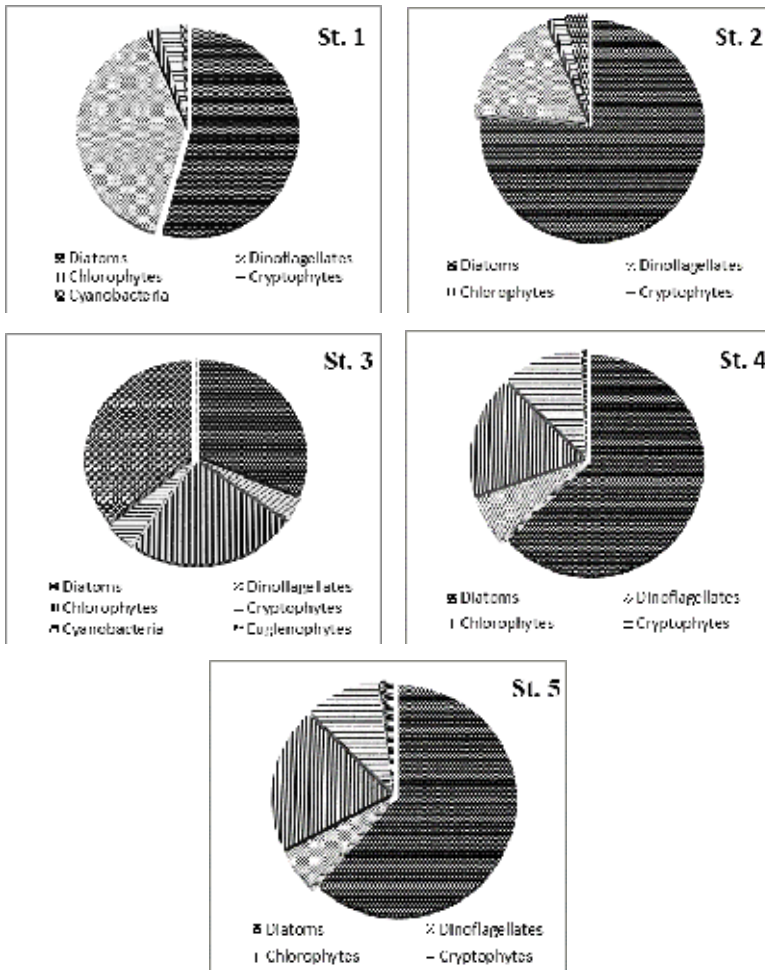 St. 1
Diatoms Dinoflagellates
Chlorophytes Cryptophytes
Cyanobacteria
St. 2
Diatoms Dinoflagellates
Chlorophytes Cryptophytes
St. 3
Diatoms Dinoflagellates
Chlorophytes Cryptophytes
Cyanobacteria Euglenophytes
St. 4
Diatoms Dinoflagellates
Chlorophytes Cryptophytes
St. 5
Diatoms Dinoflagellates
Chlorophytes Cryptophytes